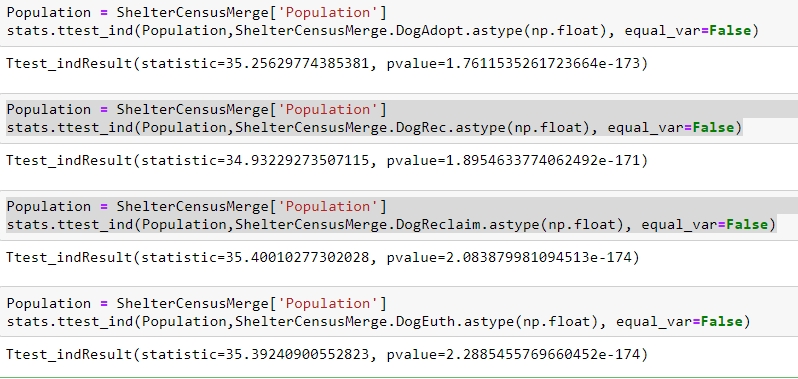 Population = ShelterCensusMerge['Population']
stats.ttest_ind(Population,ShelterCensusMerge.DogAdopt.astype(np.float), equal_var=False)
Ttest_indResult(statistic=35.25629774385381, pvalue=1.7611535261723664e-173)
Population = ShelterCensusMerge['Population']
stats.ttest_ind(Population,ShelterCensusMerge.DogRec.astype(np.float), equal_var=False)
Ttest_indResult(statistic=34.93229273507115, pvalue=1.8954633774062492e-171)
Population = ShelterCensusMerge['Population']
stats.ttest_ind(Population,ShelterCensusMerge.DogReclaim.astype(np.float), equal_var=False)
Ttest_indResult(statistic=35.40010277302028, pvalue=2.083879981094513e-174)
Population = ShelterCensusMerge['Population']
stats.ttest_ind(Population,ShelterCensusMerge.DogEuth.astype(np.float), equal_var=False)
Ttest_indResult(statistic=35.39240900552823, pvalue=2.2885455769660452e-174)